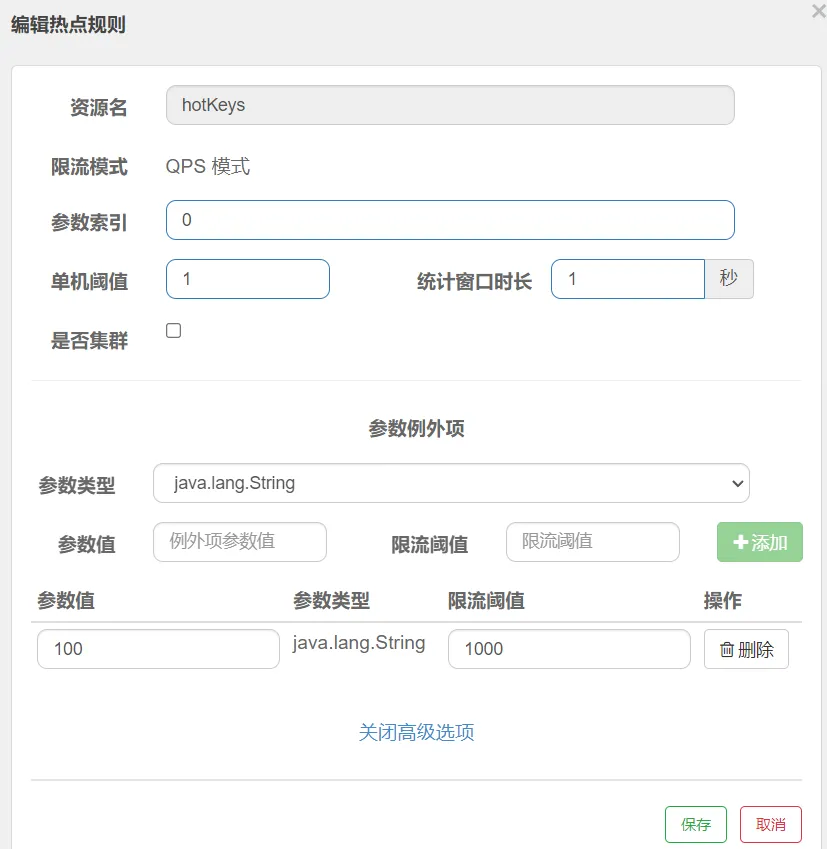 编辑热点规则
资源名 hotKeys
限流模式 QPS 模式
参数索引 0
单机阈值 1 统计窗口时长 1 秒
是否集群
参数例外项
参数类型 java.lang.String
参数值 例外项参数值 限流阈值 限流阈值 添加
参数值 参数类型 限流阈值 操作
100 java.lang.String 1000 删除
关闭高级选项
保存 取消